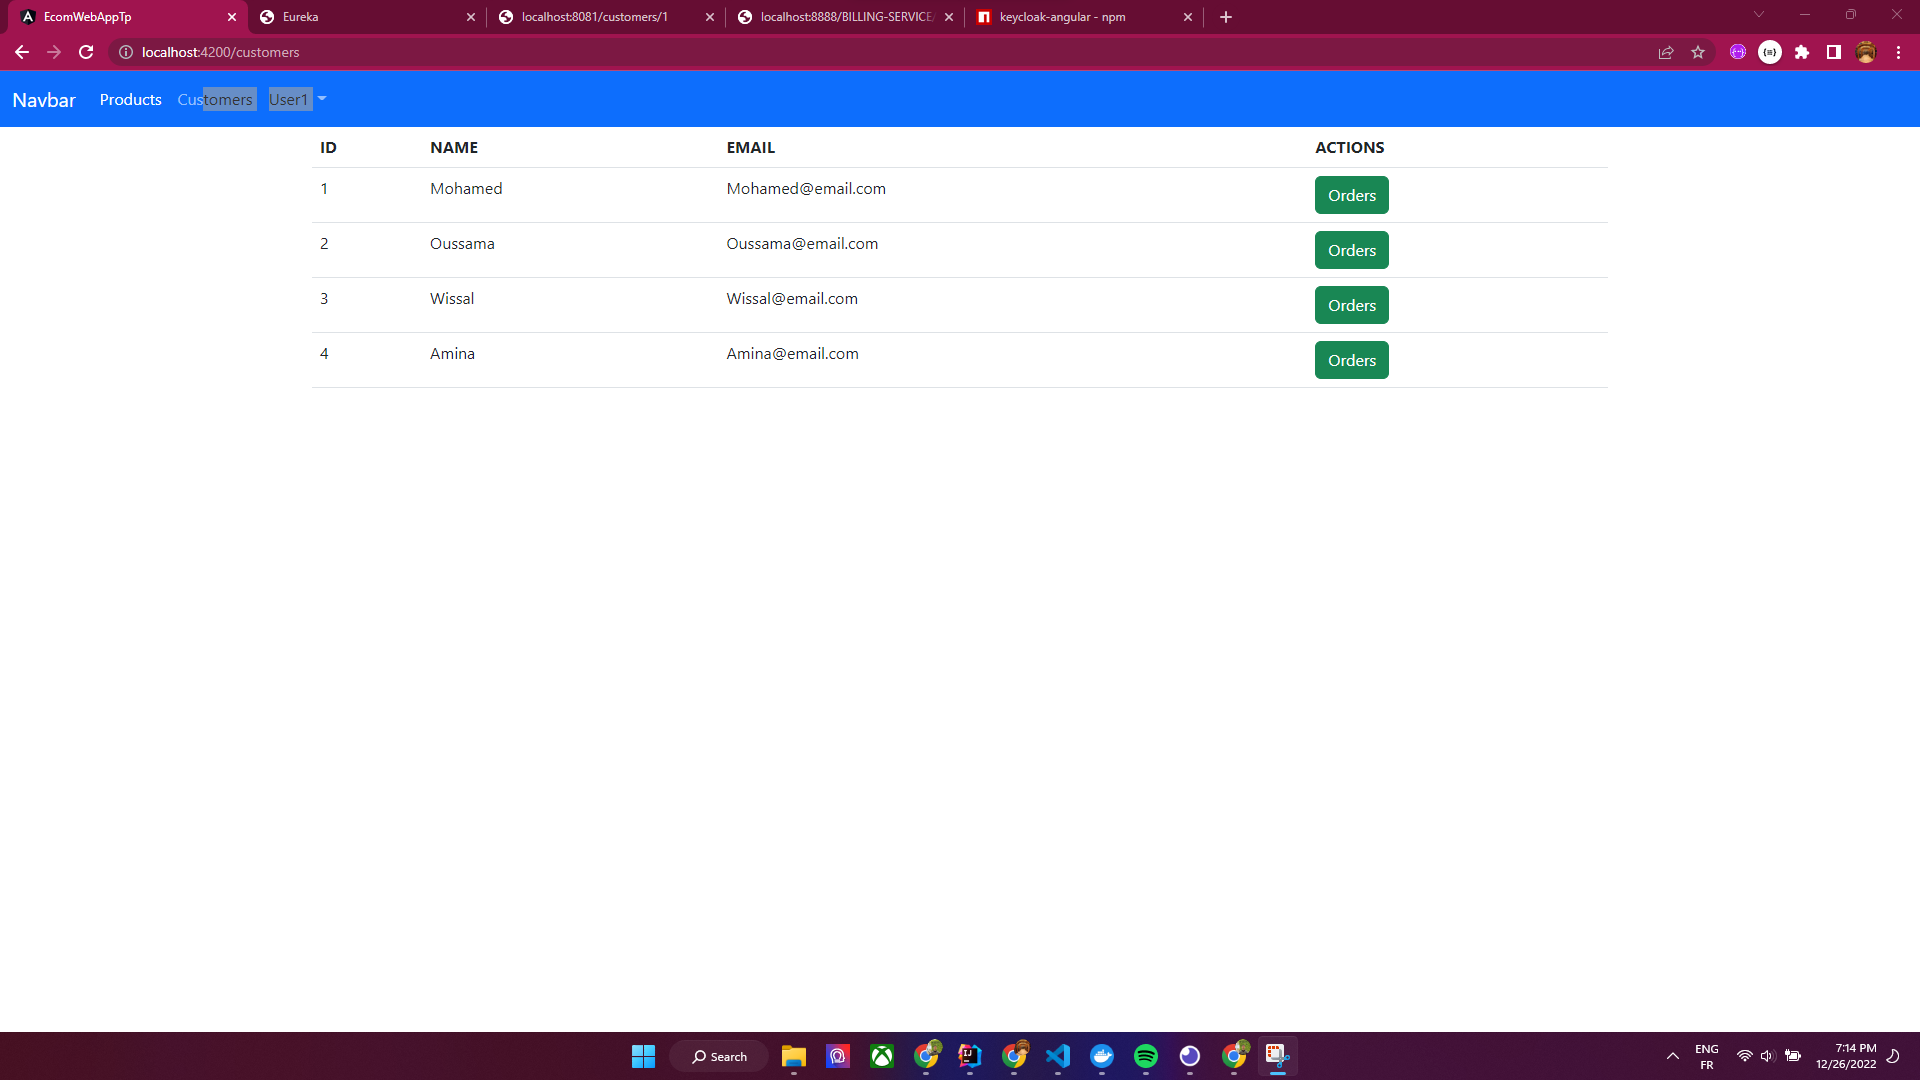 EcomWebAppTp
Eureka
localhost:8081/customers/1
localhost:8888/BILLING-SERVICE/
keycloak-angular - npm
localhost:4200/customers
Navbar Products Customers User1
ID NAME EMAIL ACTIONS
1 Mohamed Mohamed@email.com Orders
2 Oussama Oussama@email.com Orders
3 Wissal Wissal@email.com Orders
4 Amina Amina@email.com Orders
Search
ENG
FR
7:14 PM
12/26/2022